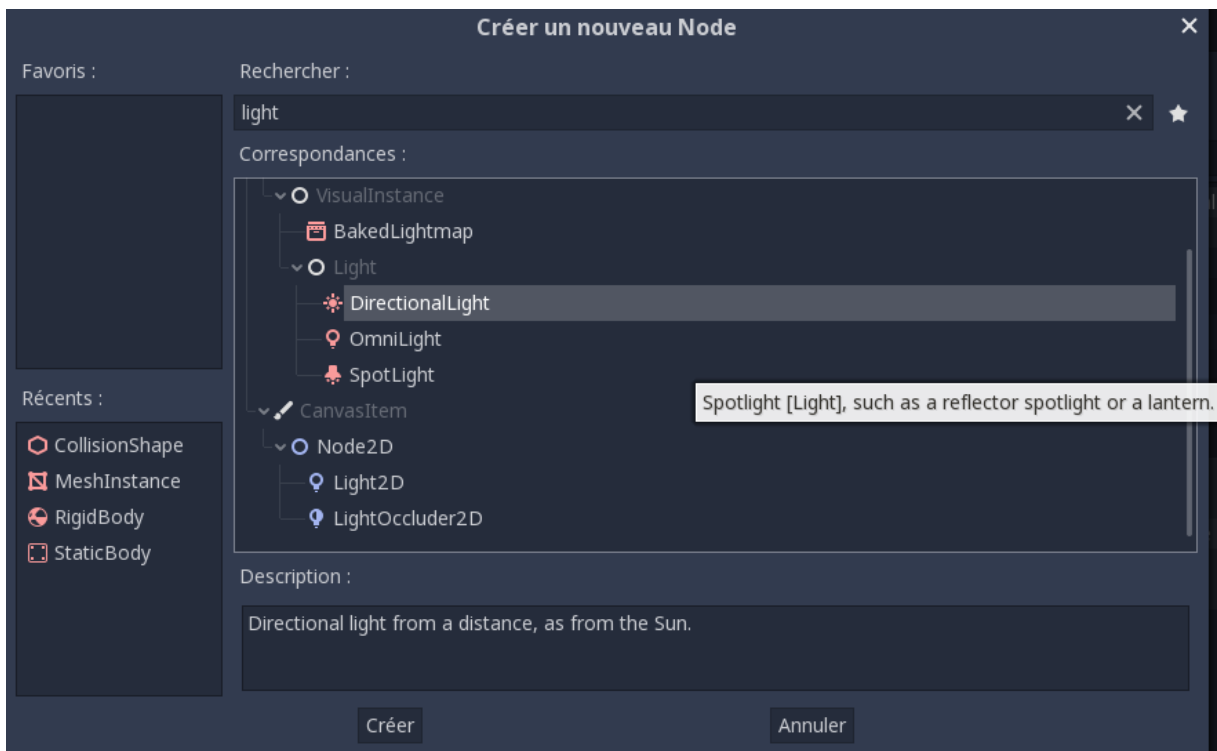 Créer un nouveau Node
Favoris :
Rechercher :
light
Correspondances :
VisualInstance
BakedLightmap
Light
DirectionalLight
OmniLight
SpotLight
Spotlight [Light], such as a reflector spotlight or a lantern.
CanvasItem
Node2D
Light2D
LightOccluder2D
Récents :
CollisionShape
MeshInstance
RigidBody
StaticBody
Description :
Directional light from a distance, as from the Sun.
Créer
Annuler